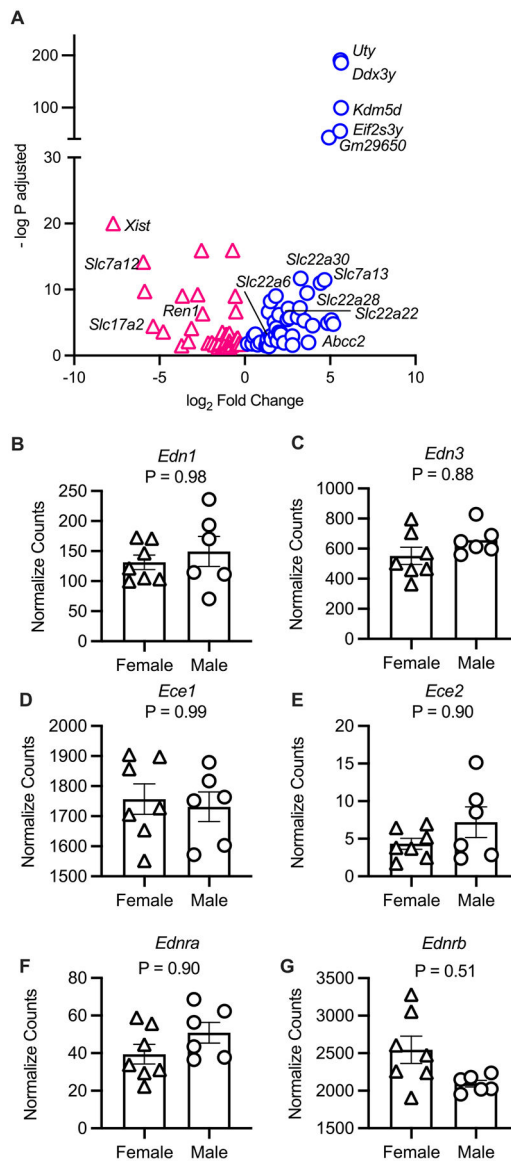 A
- log P adjusted
200
100
30
20
10
0
Uty
Ddx3y
Kdm5d
Eif2s3y
Gm29650
Xist
Slc7a12
Slc17a2
Ren1
Slc22a6
Slc22a30
Slc7a13
Slc22a28
Slc22a22
Abcc2
-10
-5
0
5
10
log2 Fold Change
B
Edn1
P = 0.98
Normalize Counts
250
200
150
100
50
0
Female
Male
C
Edn3
P = 0.88
Normalize Counts
1000
800
600
400
200
0
Female
Male
D
Ece1
P = 0.99
Normalize Counts
2000
1900
1800
1700
1600
1500
Female
Male
E
Ece2
P = 0.90
Normalize Counts
20
15
10
5
0
Female
Male
F
Ednra
P = 0.90
Normalize Counts
80
60
40
20
0
Female
Male
G
Ednrb
P = 0.51
Normalize Counts
3500
3000
2500
2000
1500
Female
Male